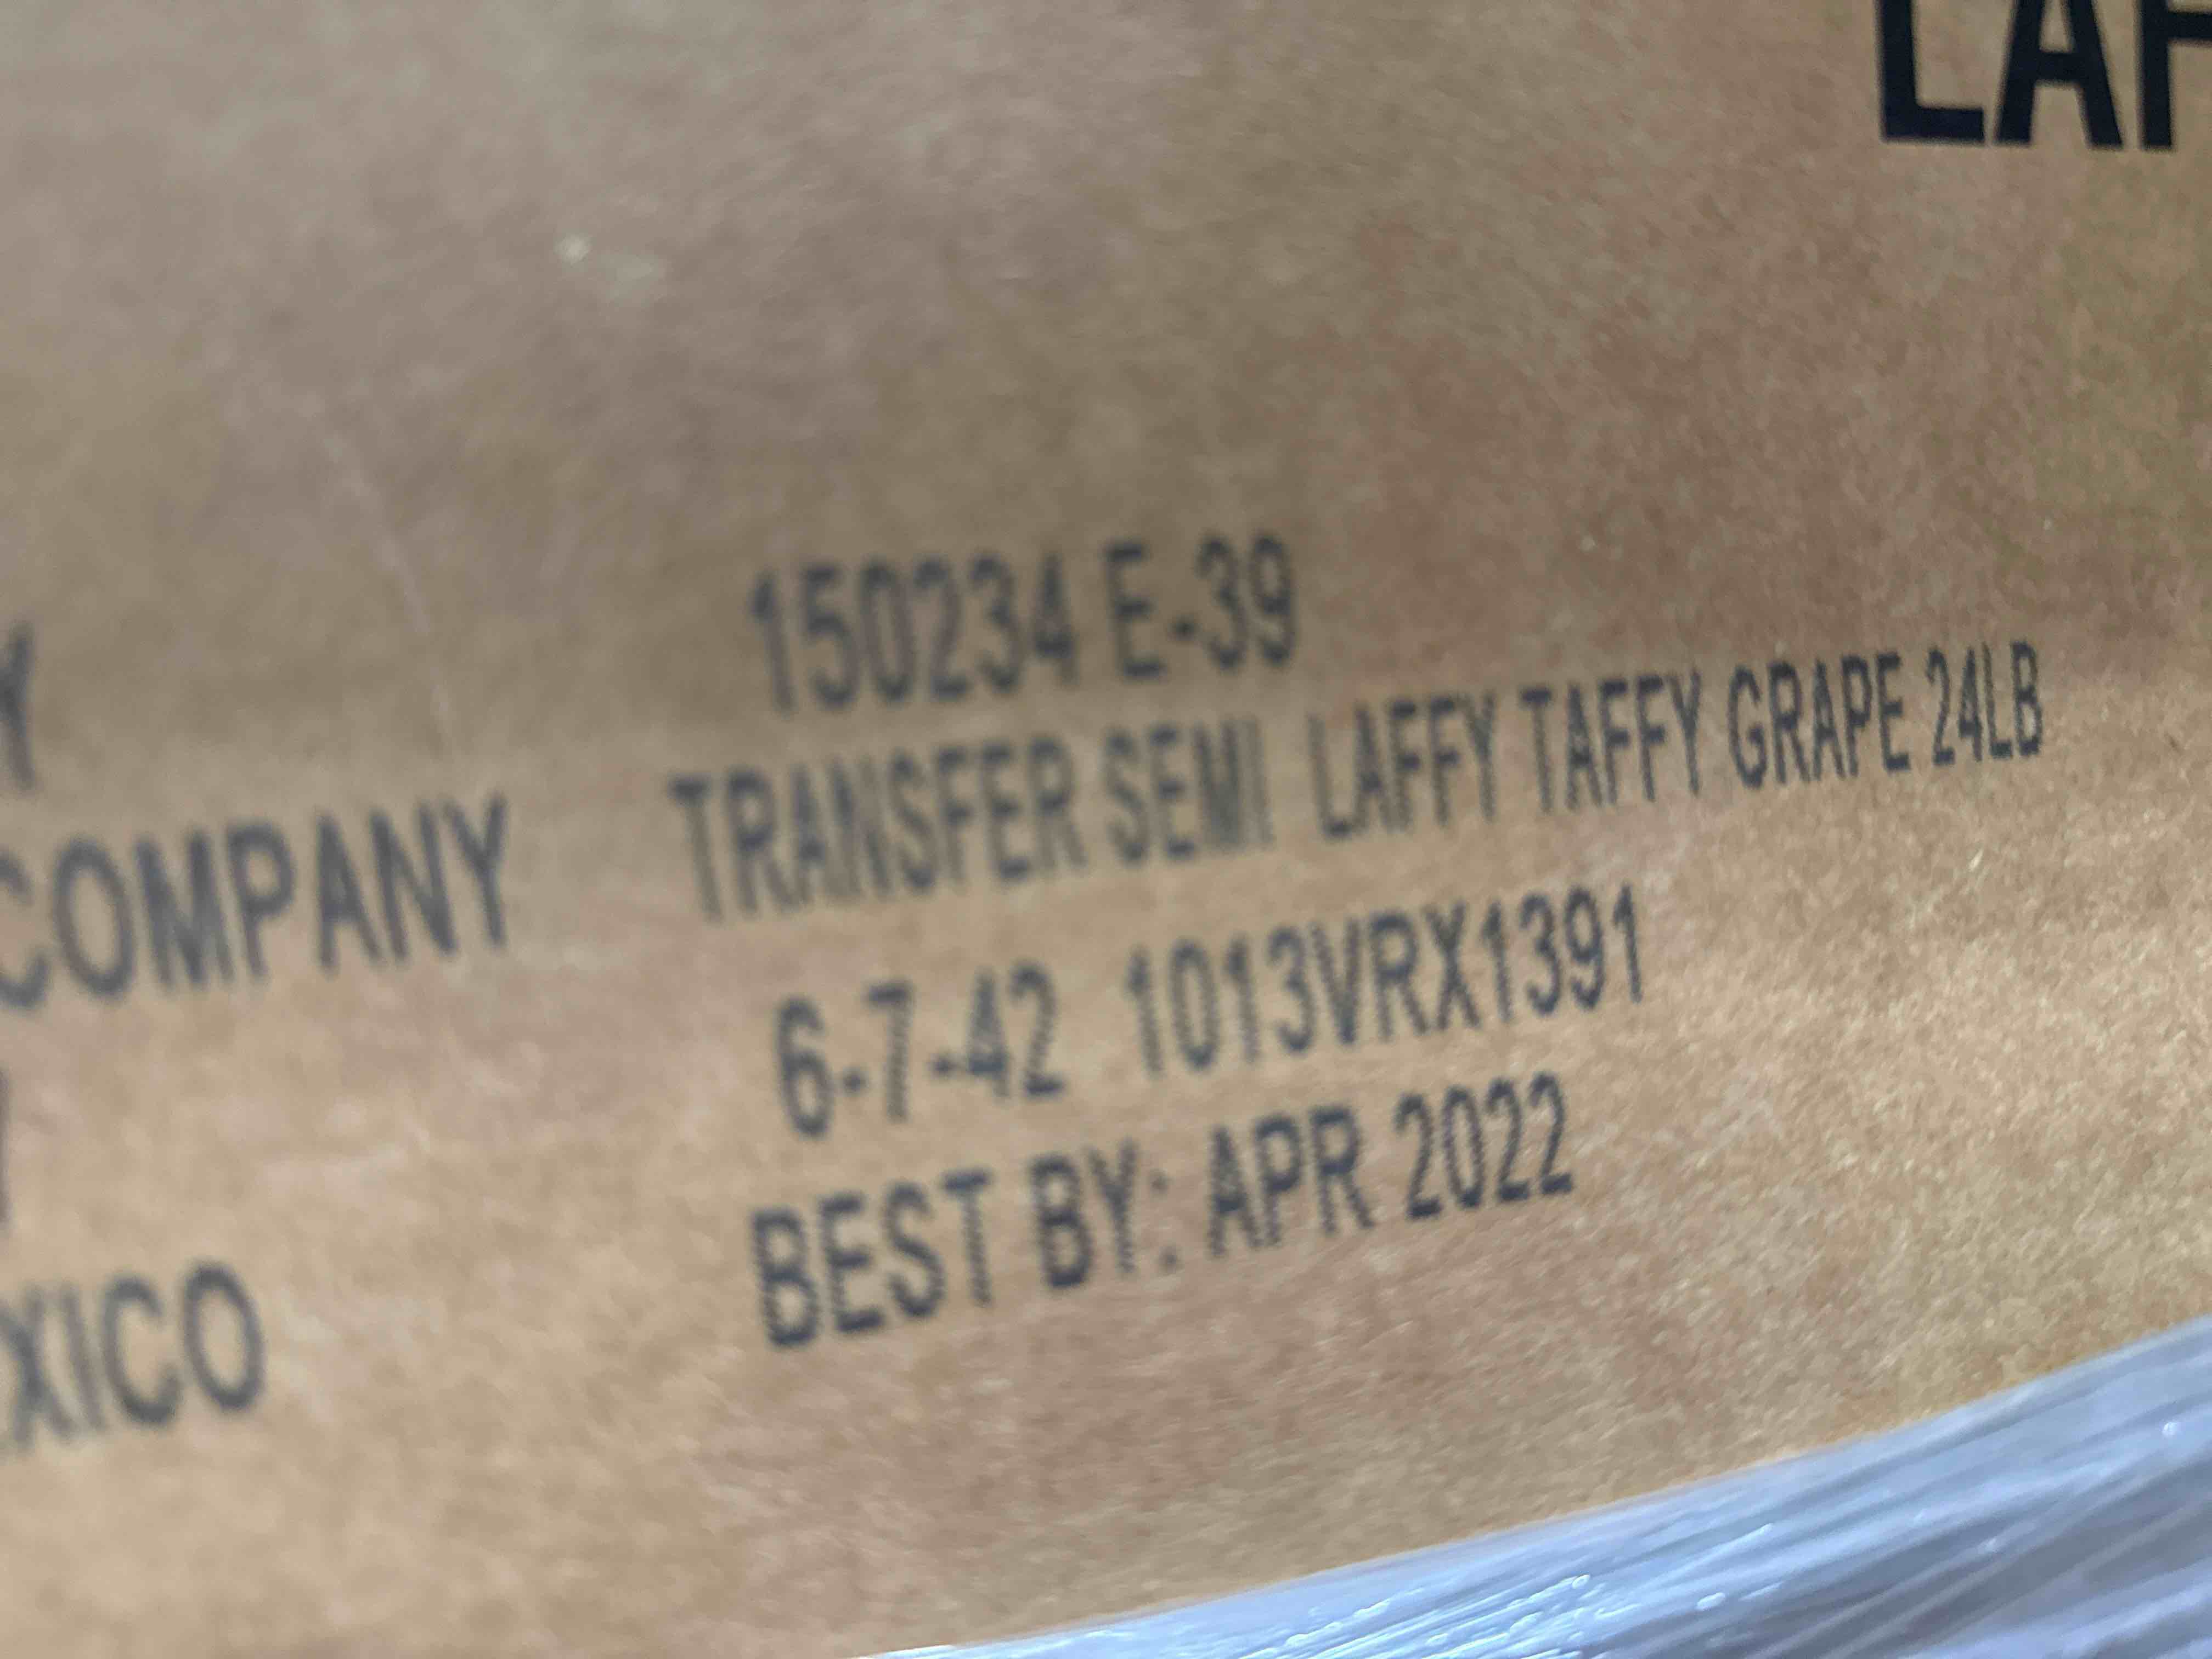 LAF
150234 E-39
TRANSFER SEMI LAFFY TAFFY GRAPE 24LB
Y
COMPANY
6-7-42 1013VRX1391
BEST BY: APR 2022
XICO